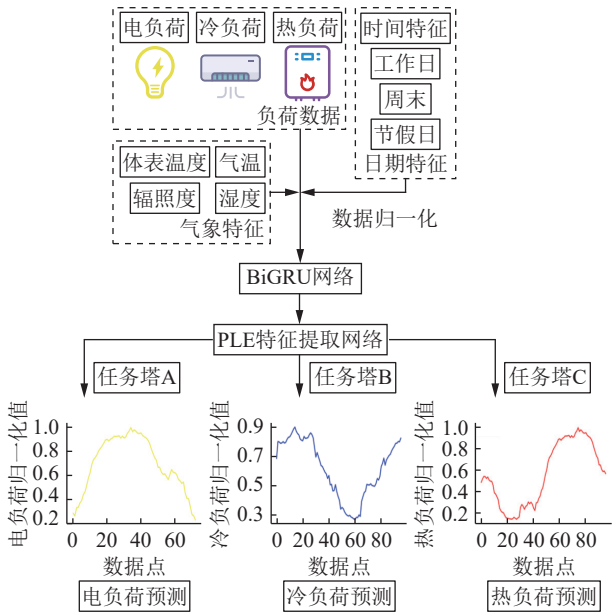 电负荷 冷负荷 热负荷
负荷数据
时间特征
工作日
周末
节假日
日期特征
体表温度 气温
辐照度 湿度
气象特征
数据归一化
BiGRU网络
PLE特征提取网络
任务塔A
电负荷归一化值
1.0
0.8
0.6
0.4
0.2
0 20 40 60
数据点
电负荷预测
任务塔B
冷负荷归一化值
0.9
0.7
0.5
0.3
0 20 40 60 80
数据点
冷负荷预测
任务塔C
热负荷归一化值
1.0
0.8
0.6
0.4
0.2
0 20 40 60 80
数据点
热负荷预测